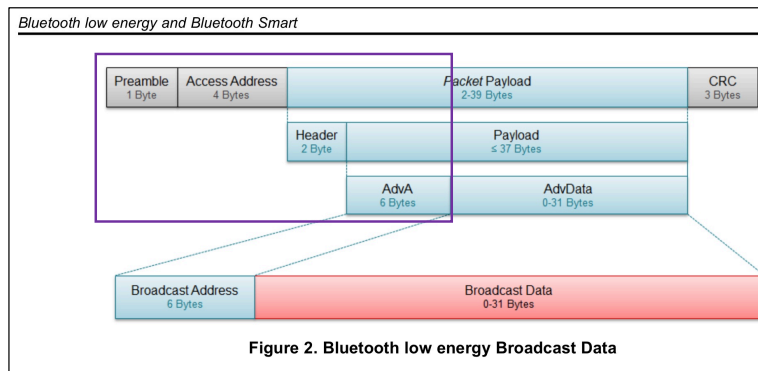 Bluetooth low energy and Bluetooth Smart
Preamble Access Address Packet Payload CRC
1 Byte 4 Bytes 2-39 Bytes 3 Bytes
Header Payload
2 Byte ≤ 37 Bytes
AdvA AdvData
6 Bytes 0-31 Bytes
Broadcast Address Broadcast Data
6 Bytes 0-31 Bytes
Figure 2. Bluetooth low energy Broadcast Data